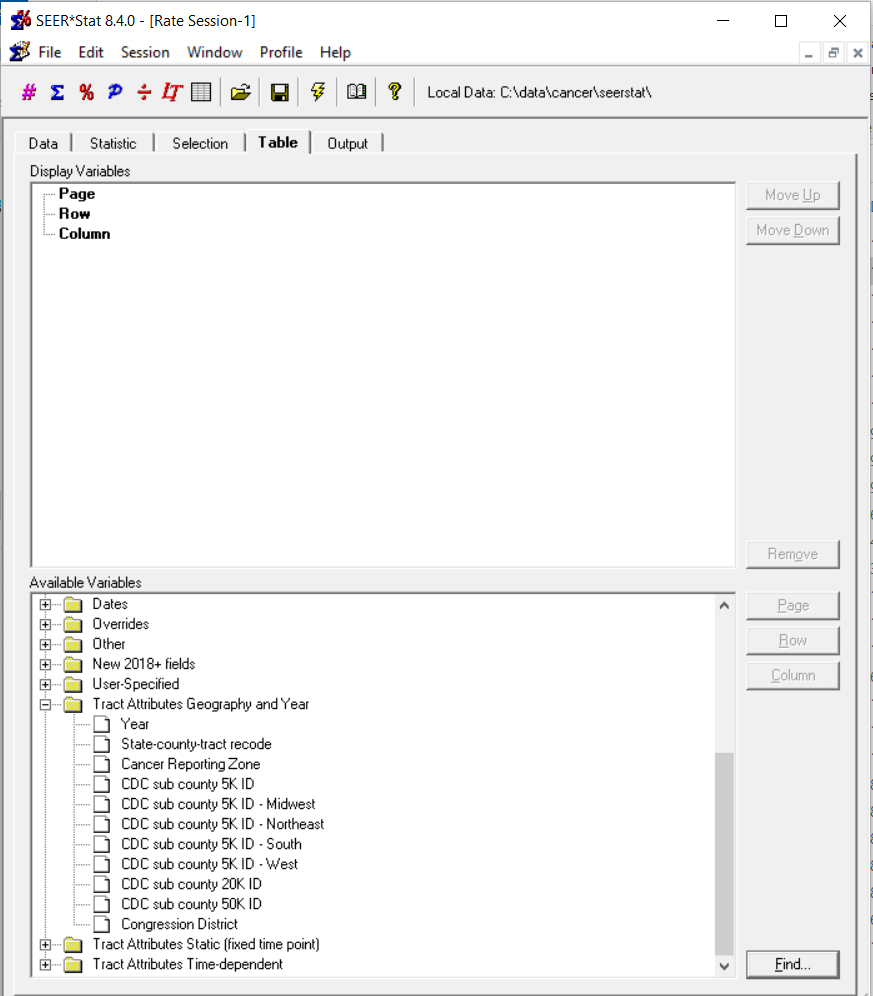 SEER*Stat 8.4.0 - [Rate Session-1]
File Edit Session Window Profile Help
Local Data: C:\data\cancer\seerstat\
Data Statistic Selection Table Output
Display Variables
Page
Row
Column
Move Up
Move Down
Remove
Available Variables
Dates
Overrides
Other
New 2018+ fields
User-Specified
Tract Attributes Geography and Year
Year
State-county-tract recode
Cancer Reporting Zone
CDC sub county 5K ID
CDC sub county 5K ID - Midwest
CDC sub county 5K ID - Northeast
CDC sub county 5K ID - South
CDC sub county 5K ID - West
CDC sub county 20K ID
CDC sub county 50K ID
Congression District
Tract Attributes Static (fixed time point)
Tract Attributes Time-dependent
Page
Row
Column
Find...